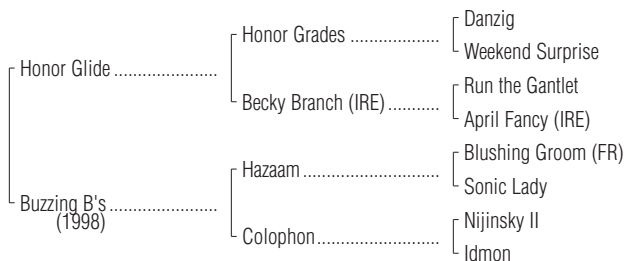 Danzig
Honor Grades ..................
Weekend Surprise
Honor Glide .....................
Run the Gantlet
Becky Branch (IRE) ..........
April Fancy (IRE)
Blushing Groom (FR)
Hazaam ...........................
Sonic Lady
Buzzing B's .....................
(1998)
Nijinsky II
Colophon ........................
Idmon